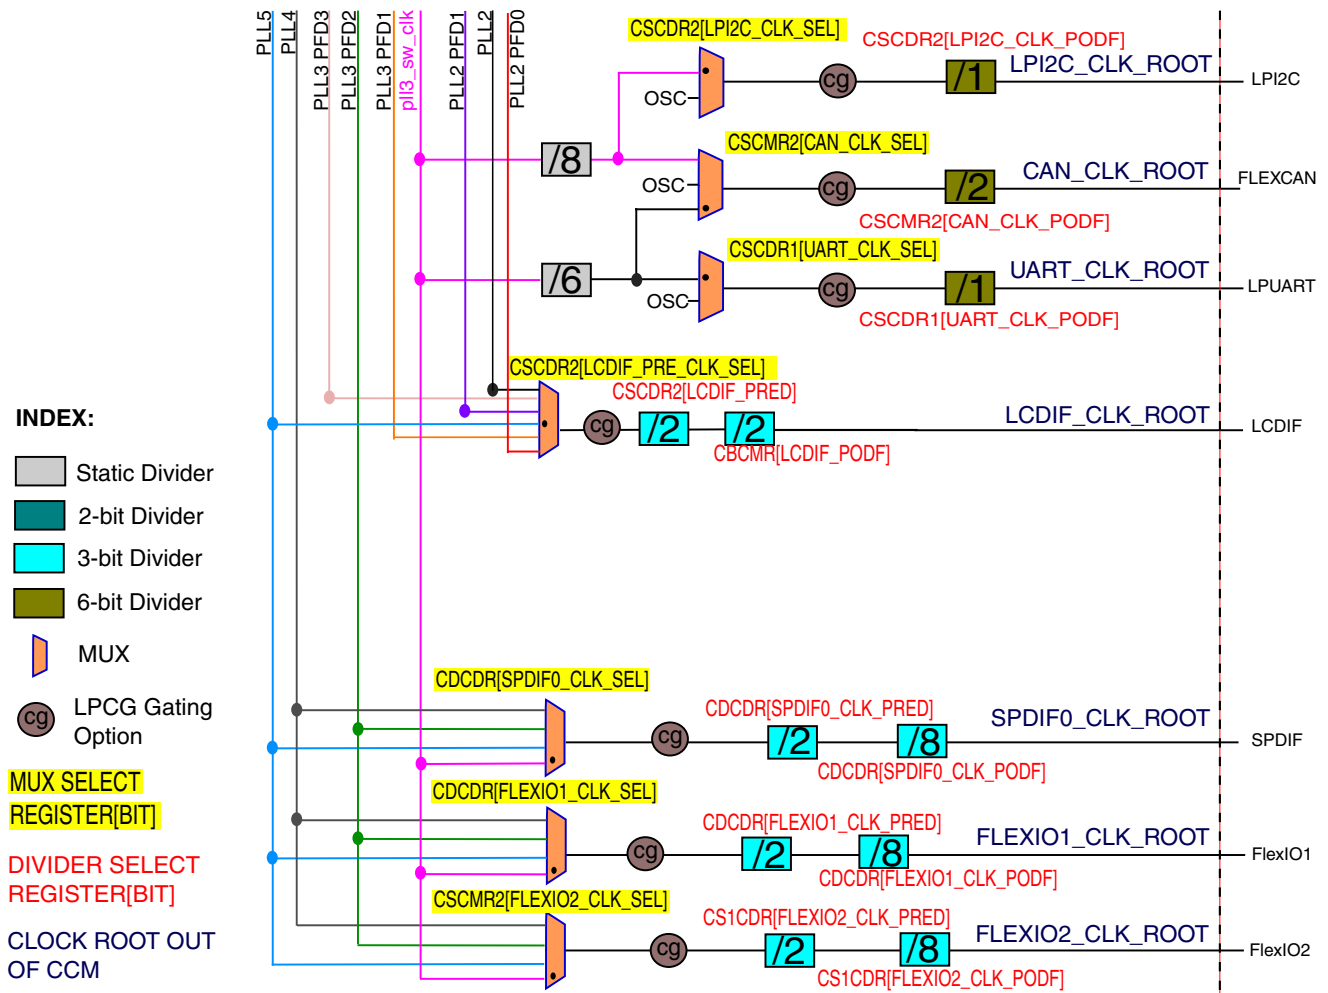 PLL5
PLL4
PLL3 PFD3
PLL3 PFD2
PLL3 PFD1
pll3_sw_clk
PLL2 PFD1
PLL2
PLL2 PFD0
CSCDR2[LPI2C_CLK_SEL]
CSCDR2[LPI2C_CLK_PODF]
LPI2C_CLK_ROOT
OSC
cg
/1
LPI2C
/8
CSCMR2[CAN_CLK_SEL]
CAN_CLK_ROOT
OSC
cg
/2
FLEXCAN
CSCMR2[CAN_CLK_PODF]
CSCDR1[UART_CLK_SEL]
UART_CLK_ROOT
/6
OSC
cg
/1
LPUART
CSCDR1[UART_CLK_PODF]
CSCDR2[LCDIF_PRE_CLK_SEL]
CSCDR2[LCDIF_PRED]
LCDIF_CLK_ROOT
cg
/2
/2
LCDIF
CBCMR[LCDIF_PODF]
INDEX:
Static Divider
2-bit Divider
3-bit Divider
6-bit Divider
MUX
cg
LPCG Gating
Option
MUX SELECT
REGISTER[BIT]
DIVIDER SELECT
REGISTER[BIT]
CLOCK ROOT OUT
OF CCM
CDCDR[SPDIF0_CLK_SEL]
CDCDR[SPDIF0_CLK_PRED]
SPDIF0_CLK_ROOT
cg
/2
/8
SPDIF
CDCDR[SPDIF0_CLK_PODF]
CDCDR[FLEXIO1_CLK_SEL]
CDCDR[FLEXIO1_CLK_PRED]
FLEXIO1_CLK_ROOT
cg
/2
/8
FlexIO1
CDCDR[FLEXIO1_CLK_PODF]
CSCMR2[FLEXIO2_CLK_SEL]
CS1CDR[FLEXIO2_CLK_PRED]
FLEXIO2_CLK_ROOT
cg
/2
/8
FlexIO2
CS1CDR[FLEXIO2_CLK_PODF]